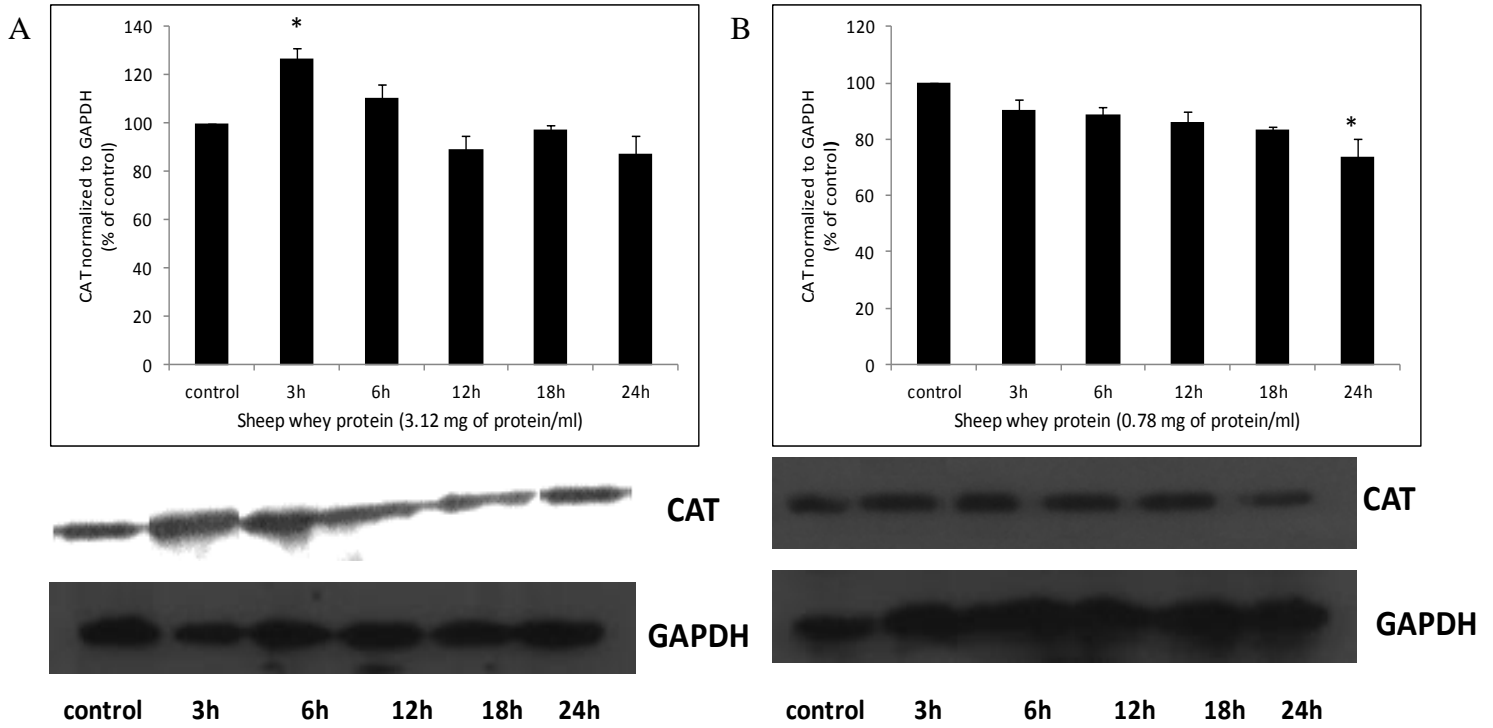 A
*
140
120
100
80
60
40
20
0
CAT normalized to GAPDH
(% of control)
control 3h 6h 12h 18h 24h
Sheep whey protein (3.12 mg of protein/ml)
CAT
GAPDH
control 3h 6h 12h 18h 24h
B
120
100
80
60
40
20
0
*
CAT normalized to GAPDH
(% of control)
control 3h 6h 12h 18h 24h
Sheep whey protein (0.78 mg of protein/ml)
CAT
GAPDH
control 3h 6h 12h 18h 24h